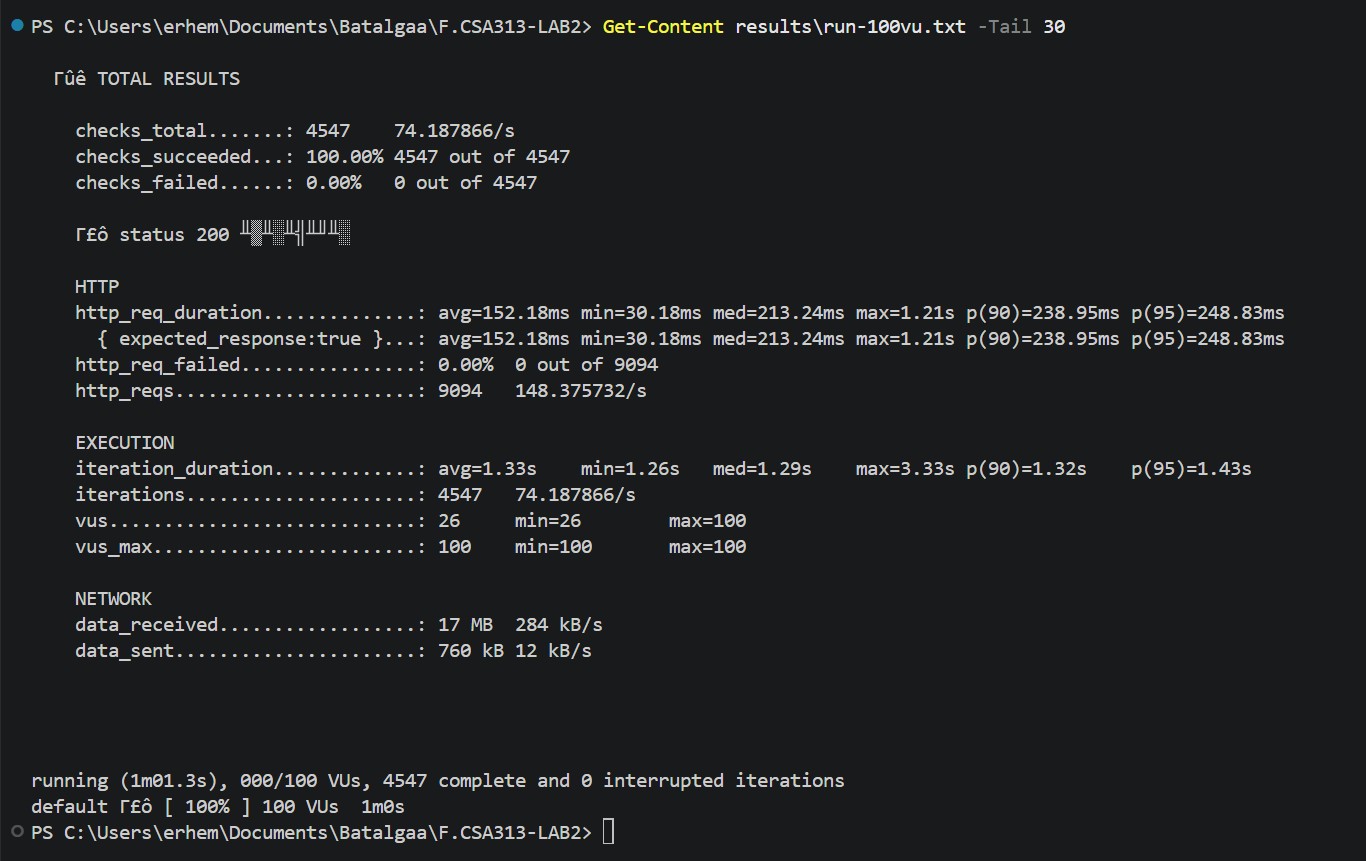 PS C:\Users\erhem\Documents\Batalgaa\F.CSA313-LAB2> Get-Content results\run-100vu.txt -Tail 30
Γûê TOTAL RESULTS
checks_total.......: 4547 74.187866/s
checks_succeeded...: 100.00% 4547 out of 4547
checks_failed......: 0.00% 0 out of 4547
Γ£ô status 200
HTTP
http_req_duration..............: avg=152.18ms min=30.18ms med=213.24ms max=1.21s p(90)=238.95ms p(95)=248.83ms
{ expected_response:true }...: avg=152.18ms min=30.18ms med=213.24ms max=1.21s p(90)=238.95ms p(95)=248.83ms
http_req_failed................: 0.00% 0 out of 9094
http_reqs......................: 9094 148.375732/s
EXECUTION
iteration_duration.............: avg=1.33s min=1.26s med=1.29s max=3.33s p(90)=1.32s p(95)=1.43s
iterations.....................: 4547 74.187866/s
vus............................: 26 min=26 max=100
vus_max........................: 100 min=100 max=100
NETWORK
data_received..................: 17 MB 284 kB/s
data_sent......................: 760 kB 12 kB/s
running (1m01.3s), 000/100 VUs, 4547 complete and 0 interrupted iterations
default Γ£ô [ 100% ] 100 VUs 1m0s
PS C:\Users\erhem\Documents\Batalgaa\F.CSA313-LAB2>